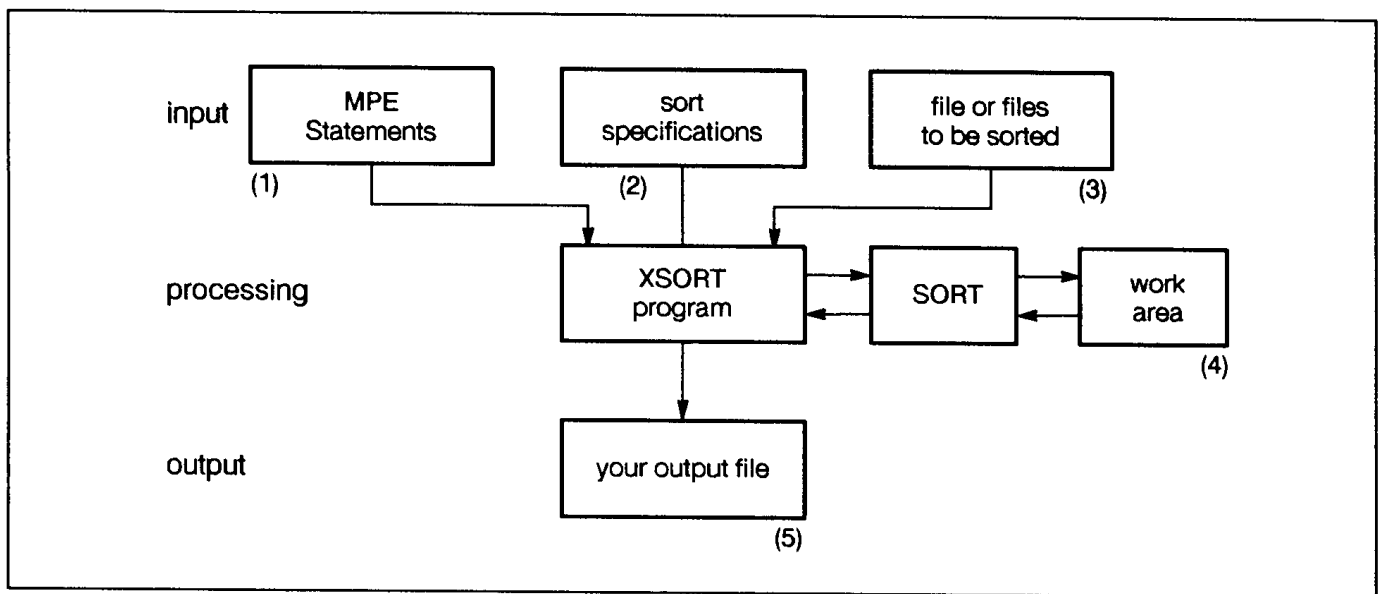 input
MPE
Statements
(1)
sort
specifications
(2)
file or files
to be sorted
(3)
processing
XSORT
program
SORT
work
area
(4)
output
your output file
(5)